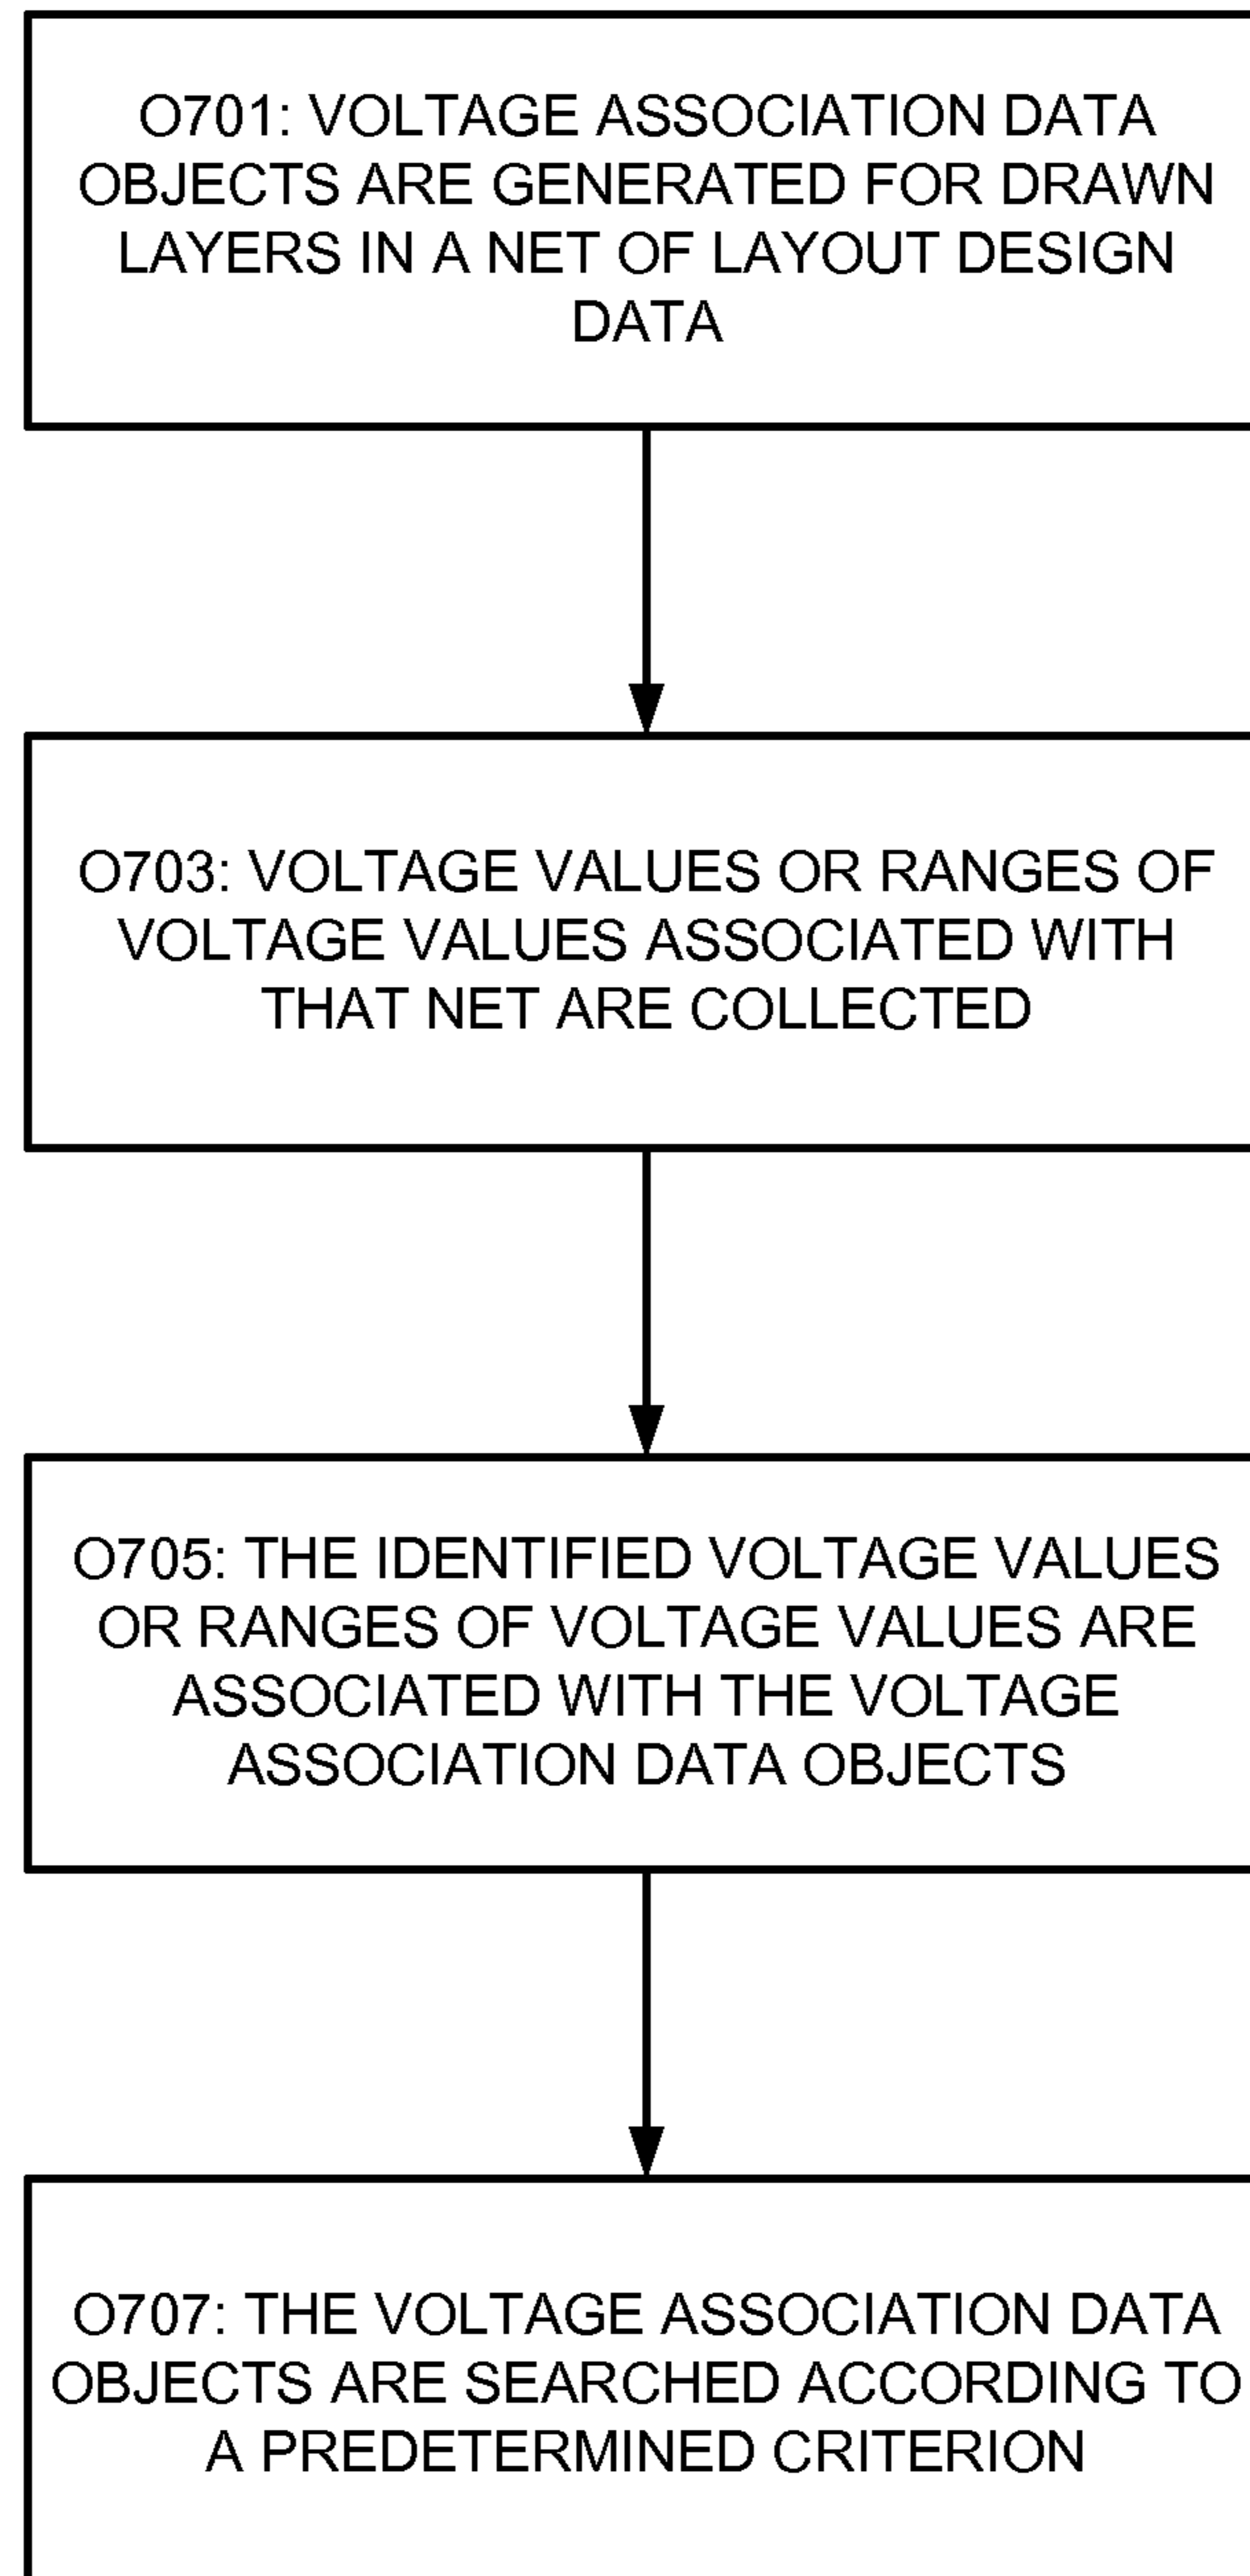 O701: VOLTAGE ASSOCIATION DATA
OBJECTS ARE GENERATED FOR DRAWN
LAYERS IN A NET OF LAYOUT DESIGN
DATA
O703: VOLTAGE VALUES OR RANGES OF
VOLTAGE VALUES ASSOCIATED WITH
THAT NET ARE COLLECTED
O705: THE IDENTIFIED VOLTAGE VALUES
OR RANGES OF VOLTAGE VALUES ARE
ASSOCIATED WITH THE VOLTAGE
ASSOCIATION DATA OBJECTS
O707: THE VOLTAGE ASSOCIATION DATA
OBJECTS ARE SEARCHED ACCORDING TO
A PREDETERMINED CRITERION